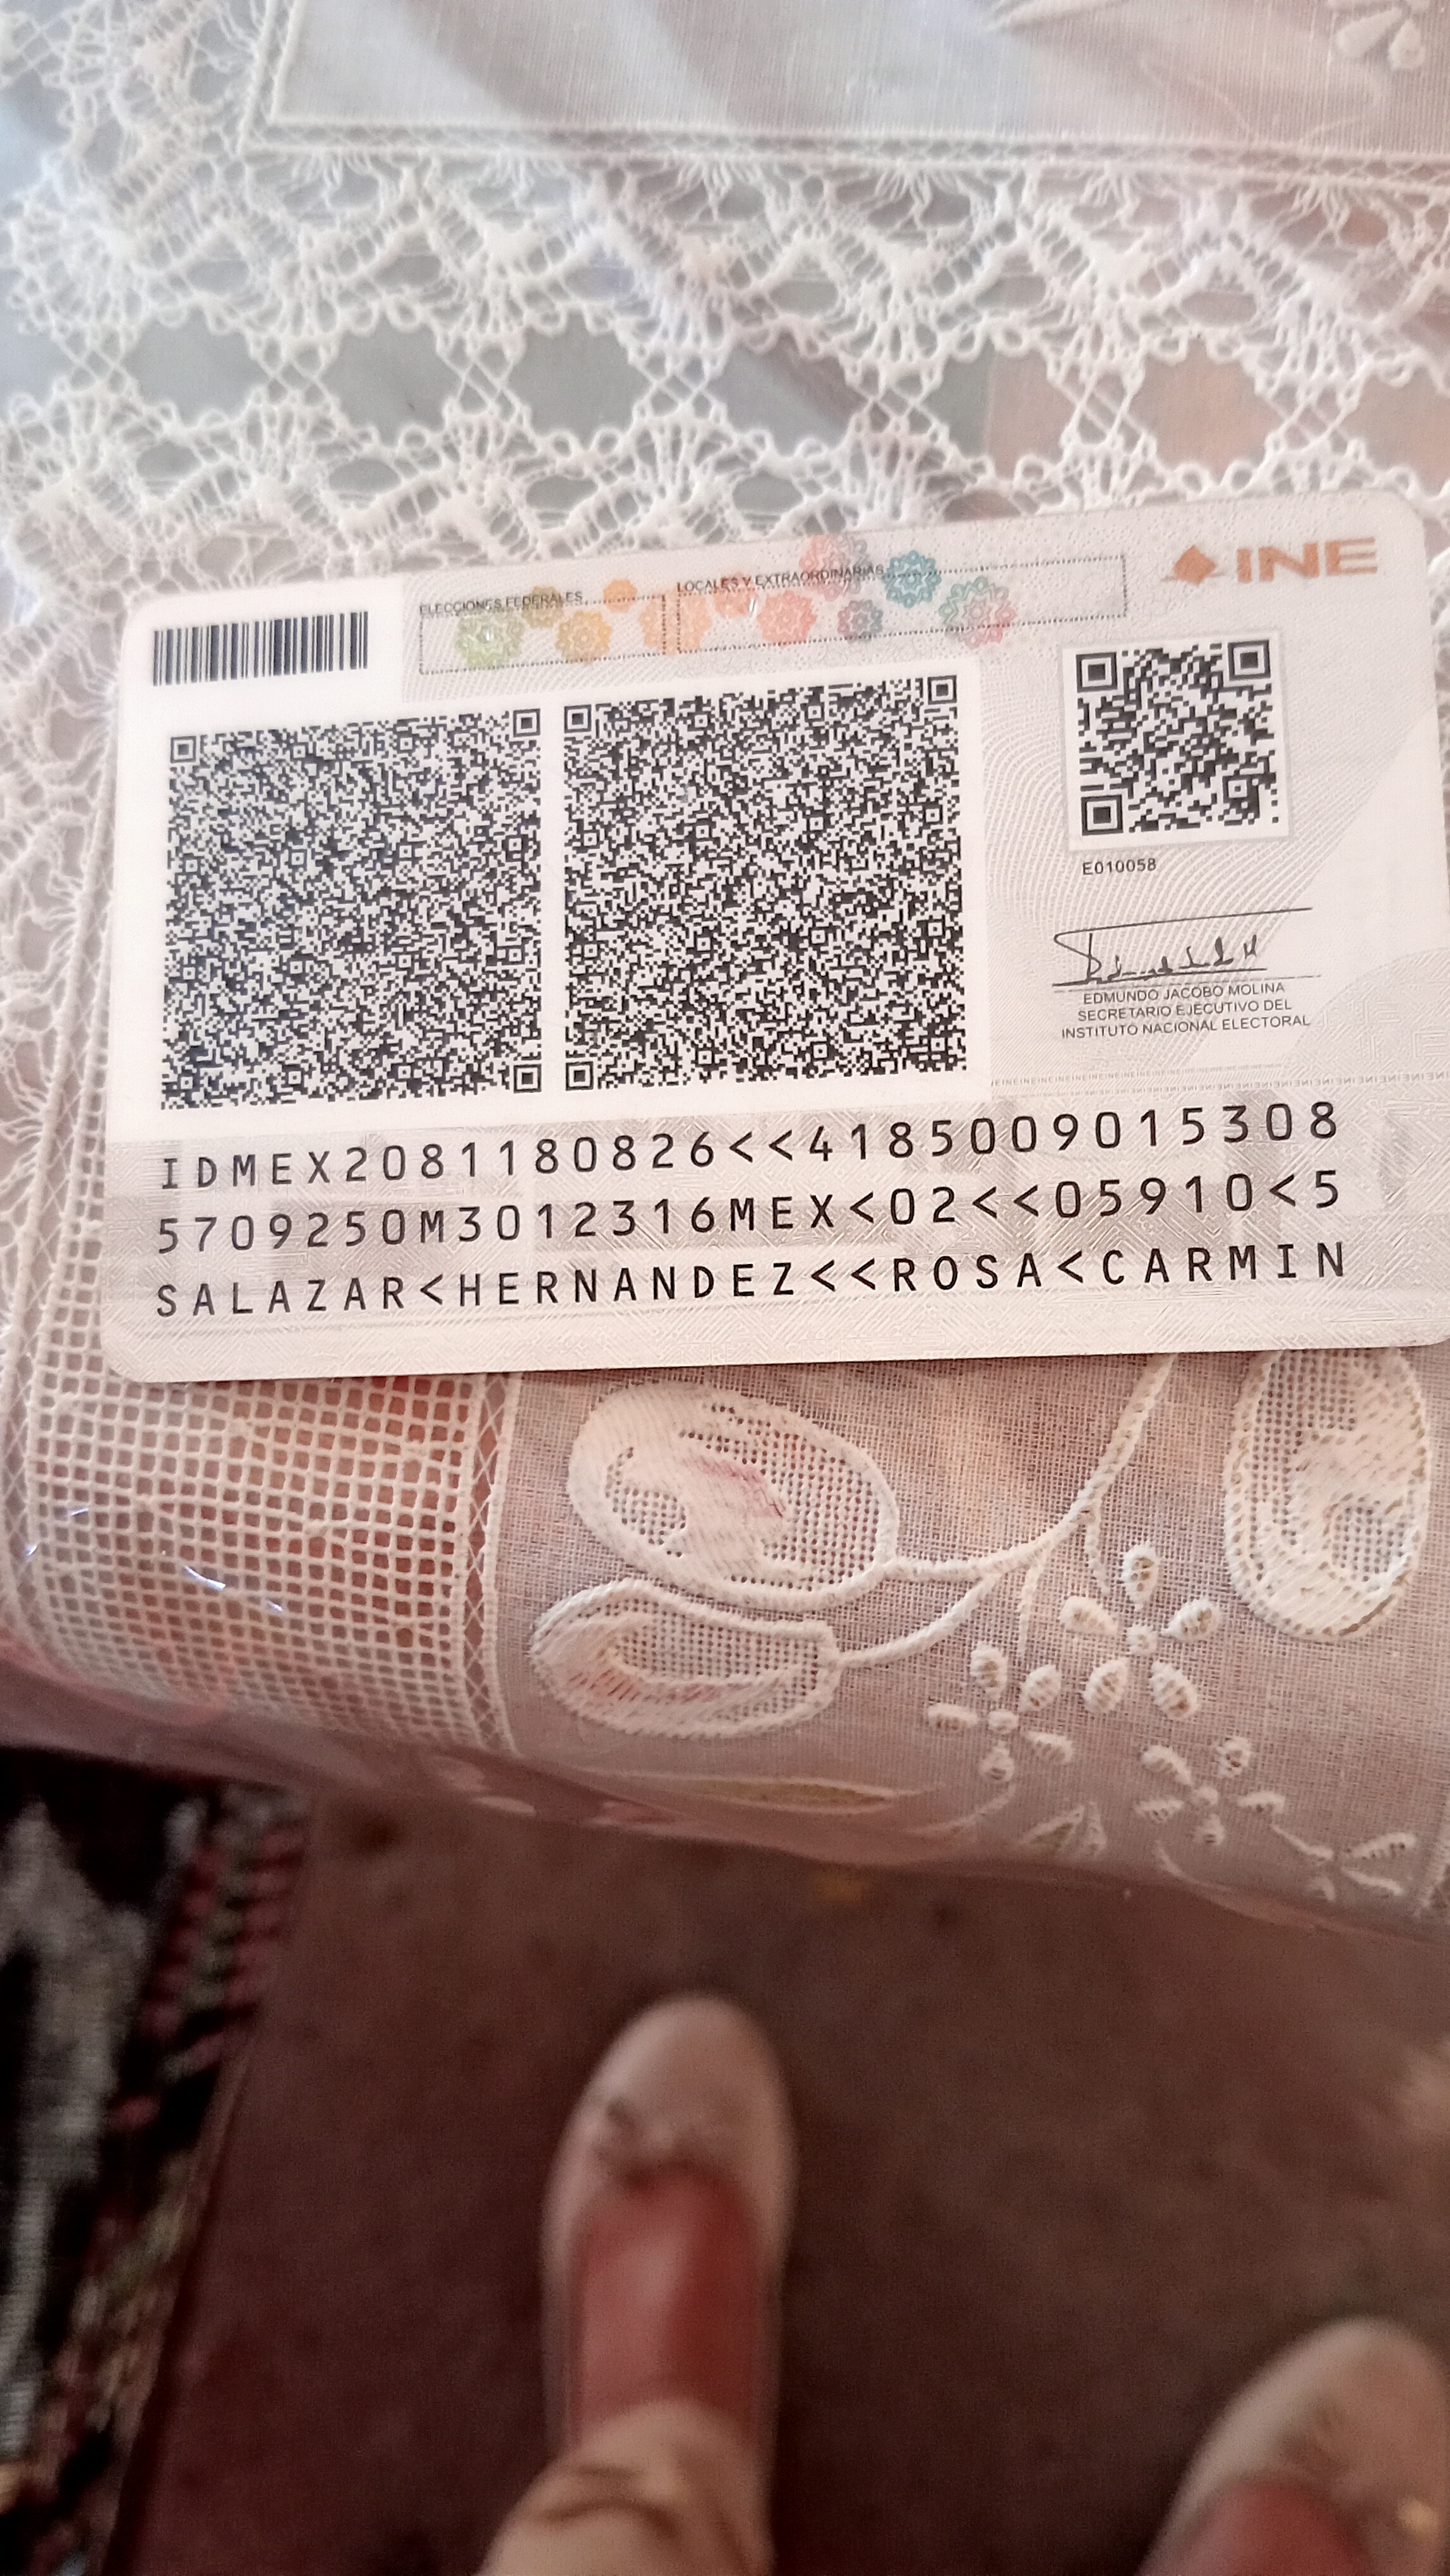 ELECCIONES FEDERALES
LOCALES Y EXTRAORDINARIAS
INE
E010058
EDMUNDO JACOBO MOLINA
SECRETARIO EJECUTIVO DEL
INSTITUTO NACIONAL ELECTORAL
IDMEX2081180826<<4185009015308
5709250M3012316MEX<02<<05910<5
SALAZAR<HERNANDEZ<<ROSA<CARMIN